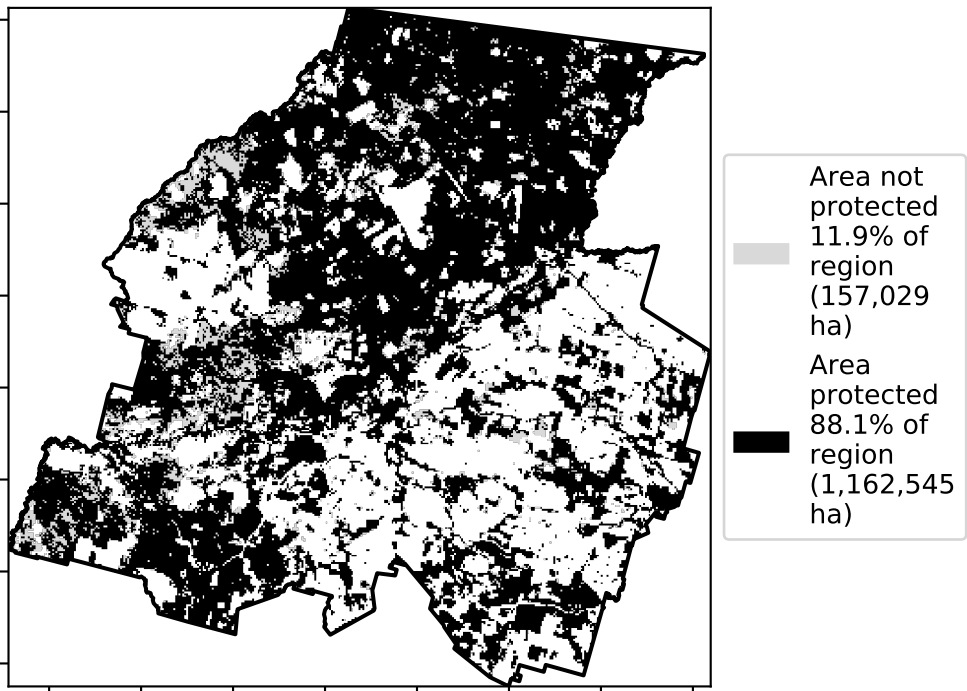 Area not
protected
11.9% of
region
(157,029
ha)
Area
protected
88.1% of
region
(1,162,545
ha)